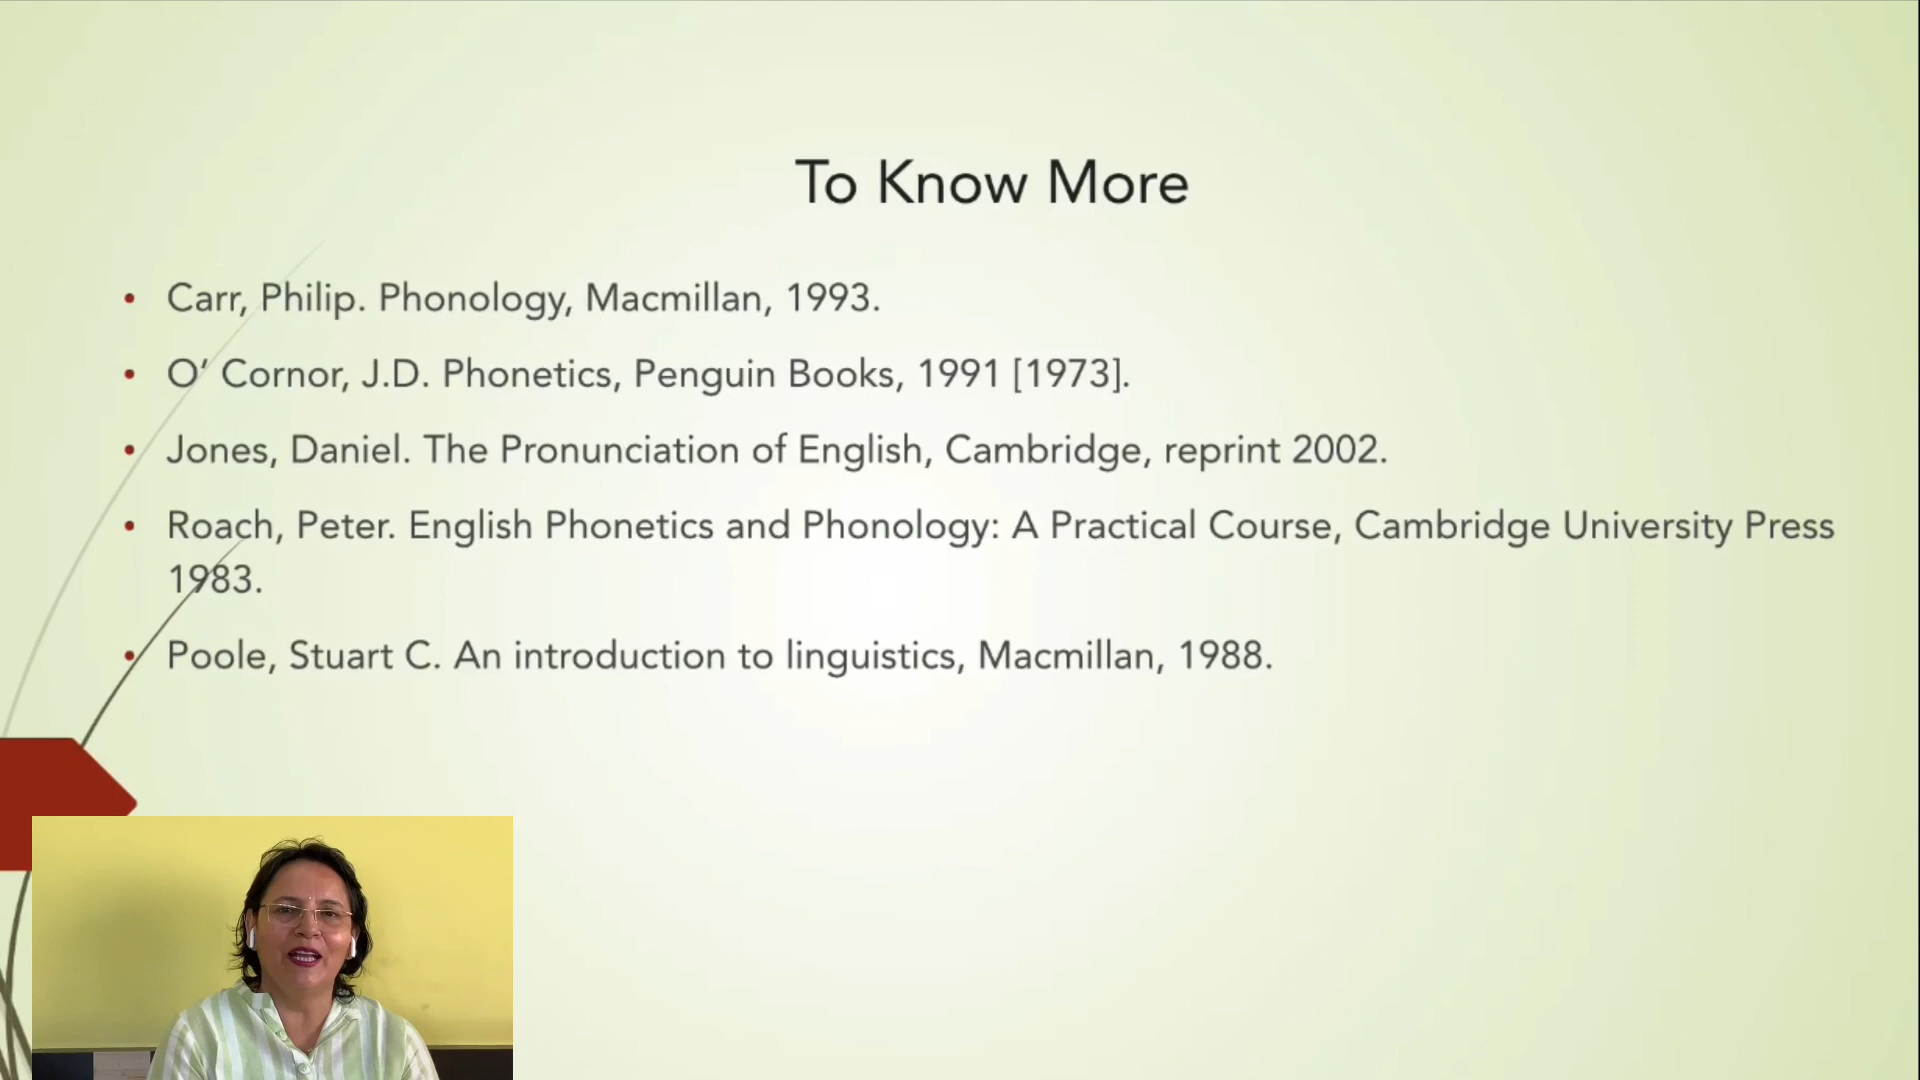 To Know More
• Carr, Philip. Phonology, Macmillan, 1993.
• O’ Cornor, J.D. Phonetics, Penguin Books, 1991 [1973].
• Jones, Daniel. The Pronunciation of English, Cambridge, reprint 2002.
• Roach, Peter. English Phonetics and Phonology: A Practical Course, Cambridge University Press
1983.
• Poole, Stuart C. An introduction to linguistics, Macmillan, 1988.